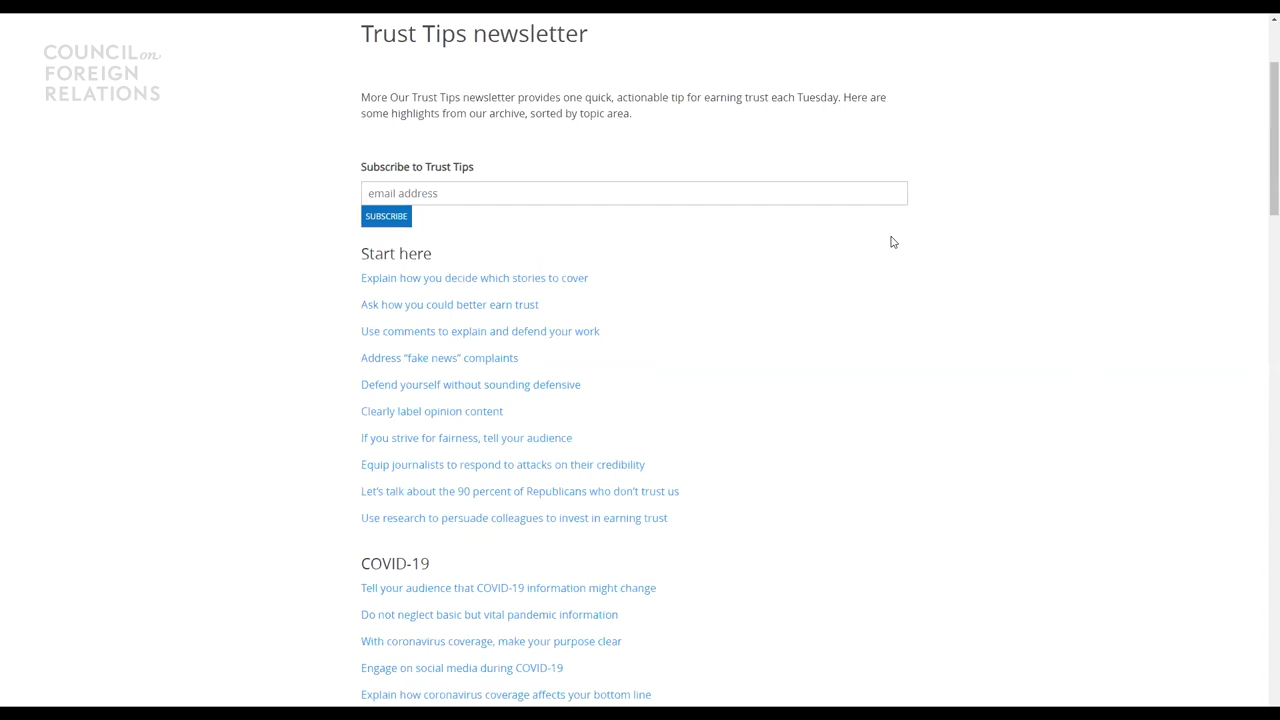 COUNCIL on
FOREIGN
RELATIONS
Trust Tips newsletter
More Our Trust Tips newsletter provides one quick, actionable tip for earning trust each Tuesday. Here are
some highlights from our archive, sorted by topic area.
Subscribe to Trust Tips
email address
SUBSCRIBE
Start here
Explain how you decide which stories to cover
Ask how you could better earn trust
Use comments to explain and defend your work
Address “fake news” complaints
Defend yourself without sounding defensive
Clearly label opinion content
If you strive for fairness, tell your audience
Equip journalists to respond to attacks on their credibility
Let’s talk about the 90 percent of Republicans who don’t trust us
Use research to persuade colleagues to invest in earning trust
COVID-19
Tell your audience that COVID-19 information might change
Do not neglect basic but vital pandemic information
With coronavirus coverage, make your purpose clear
Engage on social media during COVID-19
Explain how coronavirus coverage affects your bottom line